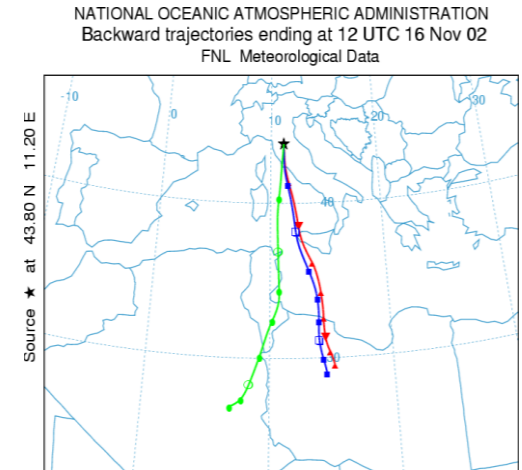 NATIONAL OCEANIC ATMOSPHERIC ADMINISTRATION
Backward trajectories ending at 12 UTC 16 Nov 02
FNL Meteorological Data
Source ★ at 43.80 N 11.20 E
-10
0
10
20
30
40
30